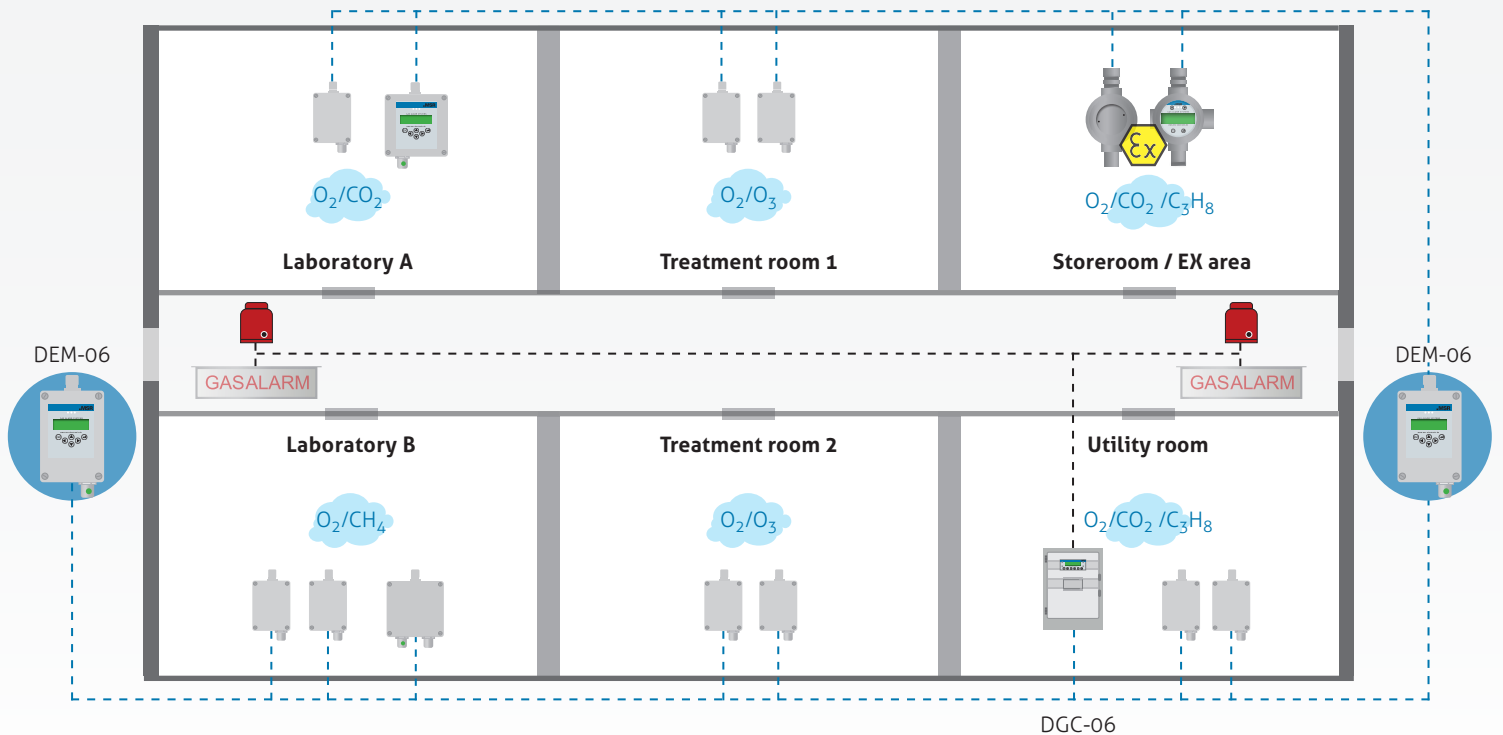 O₂/CO₂
O₂/O₃
εx
O₂/CO₂ /C₃H₈
Laboratory A
Treatment room 1
Storeroom / EX area
DEM-06
DEM-06
GASALARM
GASALARM
Laboratory B
Treatment room 2
Utility room
O₂/CH₄
O₂/O₃
O₂/CO₂ /C₃H₈
DGC-06